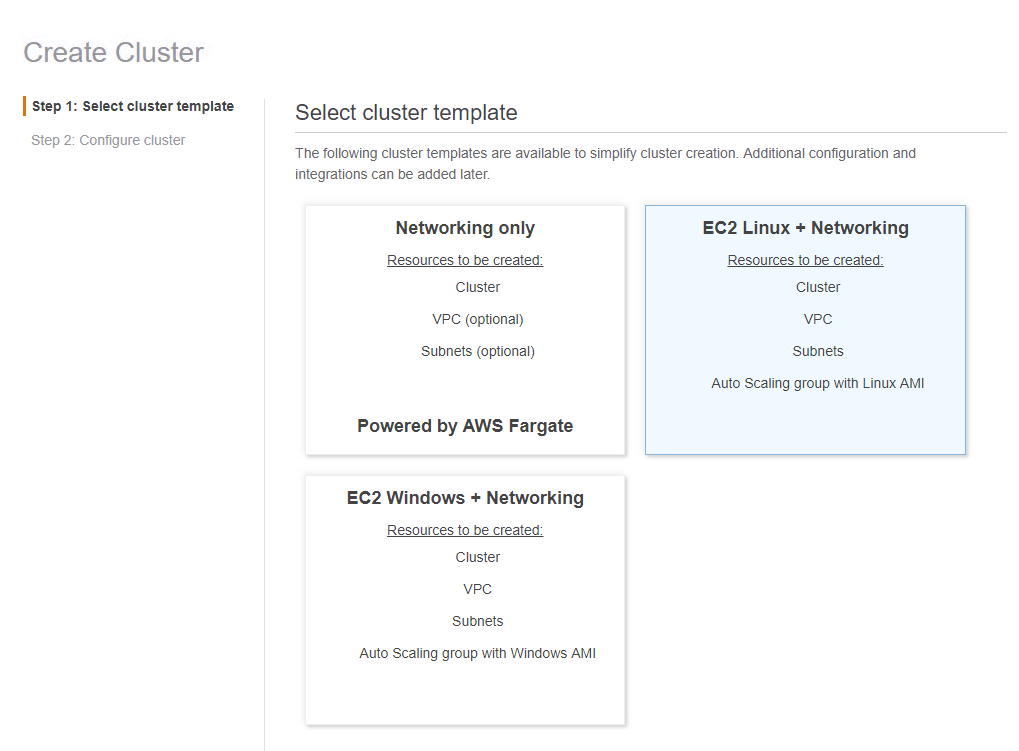 Create Cluster
Step 1: Select cluster template
Step 2: Configure cluster
Select cluster template
The following cluster templates are available to simplify cluster creation. Additional configuration and
integrations can be added later.
Networking only
Resources to be created:
Cluster
VPC (optional)
Subnets (optional)
Powered by AWS Fargate
EC2 Linux + Networking
Resources to be created:
Cluster
VPC
Subnets
Auto Scaling group with Linux AMI
EC2 Windows + Networking
Resources to be created:
Cluster
VPC
Subnets
Auto Scaling group with Windows AMI